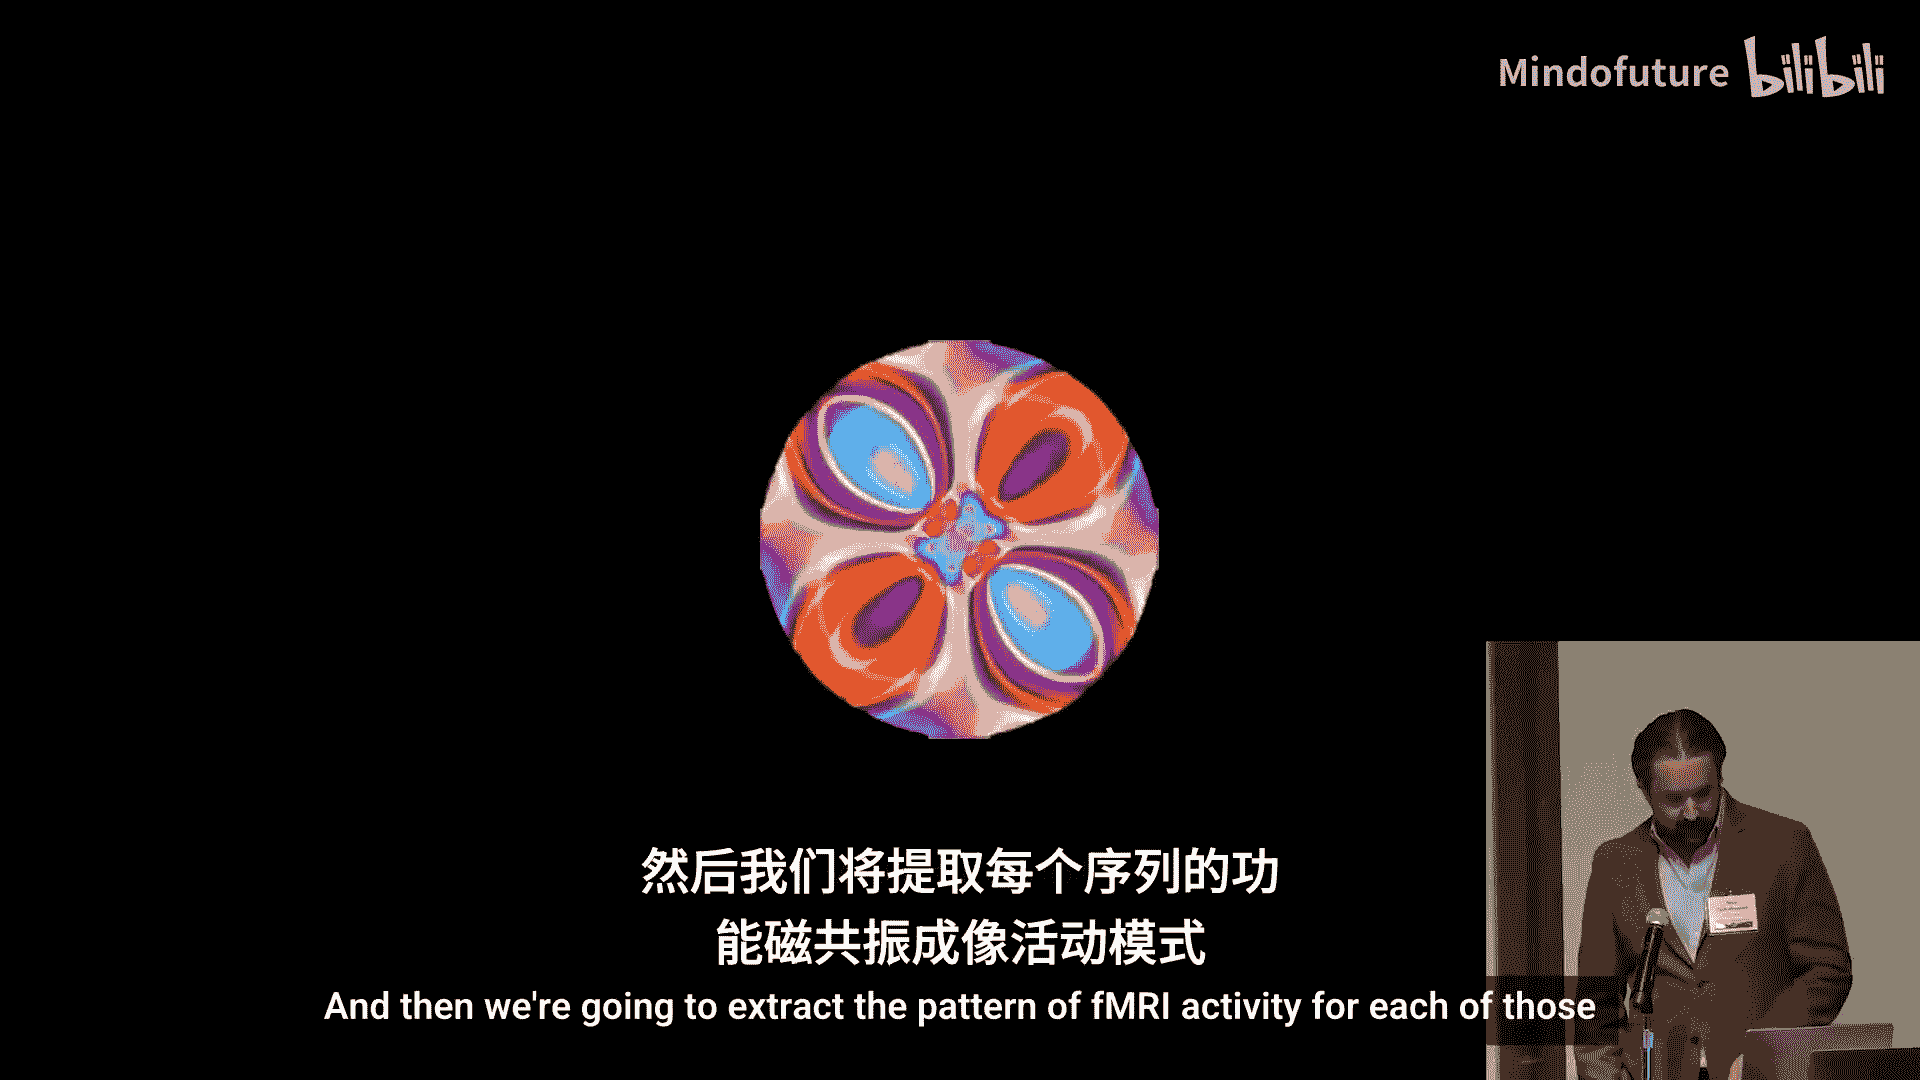 Mindofuture bilibili
然后我们将提取每个序列的功
能磁共振成像活动模式
And then we're going to extract the pattern of fMRI activity for each of those